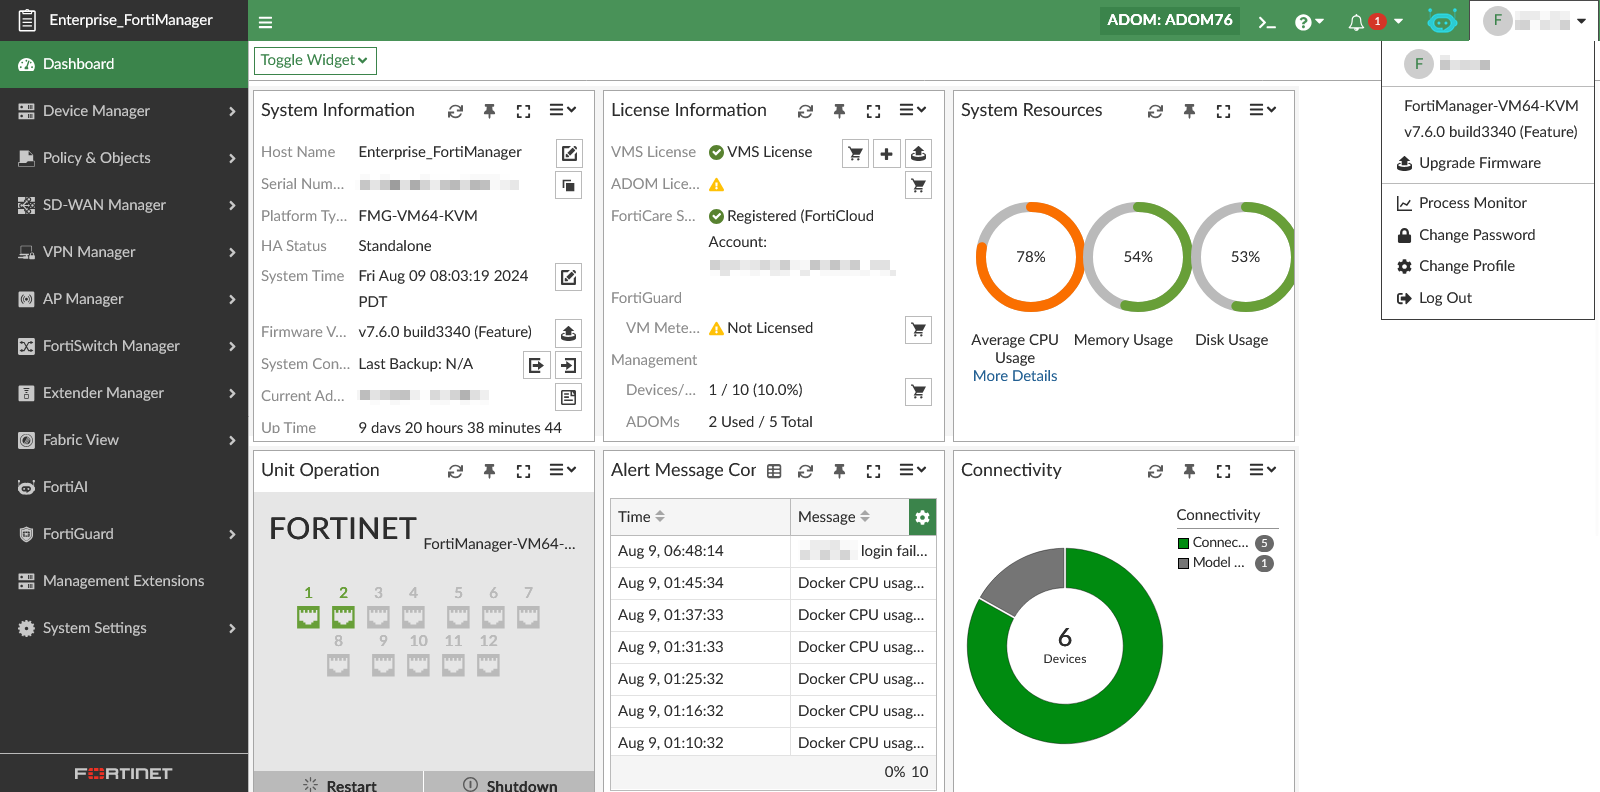 Enterprise_FortiManager
ADOM: ADOM76
1
F
Toggle Widget
F
FortiManager-VM64-KVM
v7.6.0 build3340 (Feature)
Upgrade Firmware
Process Monitor
Change Password
Change Profile
Log Out
Dashboard
Device Manager
Policy & Objects
SD-WAN Manager
VPN Manager
AP Manager
FortiSwitch Manager
Extender Manager
Fabric View
FortiAI
FortiGuard
Management Extensions
System Settings
FORTINET
System Information
Host Name Enterprise_FortiManager
Serial Num...
Platform Ty... FMG-VM64-KVM
HA Status Standalone
System Time Fri Aug 09 08:03:19 2024
PDT
Firmware V... v7.6.0 build3340 (Feature)
System Con... Last Backup: N/A
Current Ad...
Up Time 9 days 20 hours 38 minutes 44
License Information
VMS License VMS License
ADOM Lice...
FortiCare S... Registered (FortiCloud
Account:
FortiGuard
VM Mete... Not Licensed
Management
Devices/... 1 / 10 (10.0%)
ADOMs 2 Used / 5 Total
System Resources
78% 54% 53%
Average CPU Usage
Memory Usage
Disk Usage
More Details
Unit Operation
FORTINET FortiManager-VM64-...
1 2 3 4 5 6 7
8 9 10 11 12
Restart Shutdown
Alert Message Cor
Time Message
Aug 9, 06:48:14 login fail...
Aug 9, 01:45:34 Docker CPU usag...
Aug 9, 01:37:33 Docker CPU usag...
Aug 9, 01:31:33 Docker CPU usag...
Aug 9, 01:25:32 Docker CPU usag...
Aug 9, 01:16:32 Docker CPU usag...
Aug 9, 01:10:32 Docker CPU usag...
0% 10
Connectivity
Connectivity
Connec... 5
Model ... 1
6
Devices